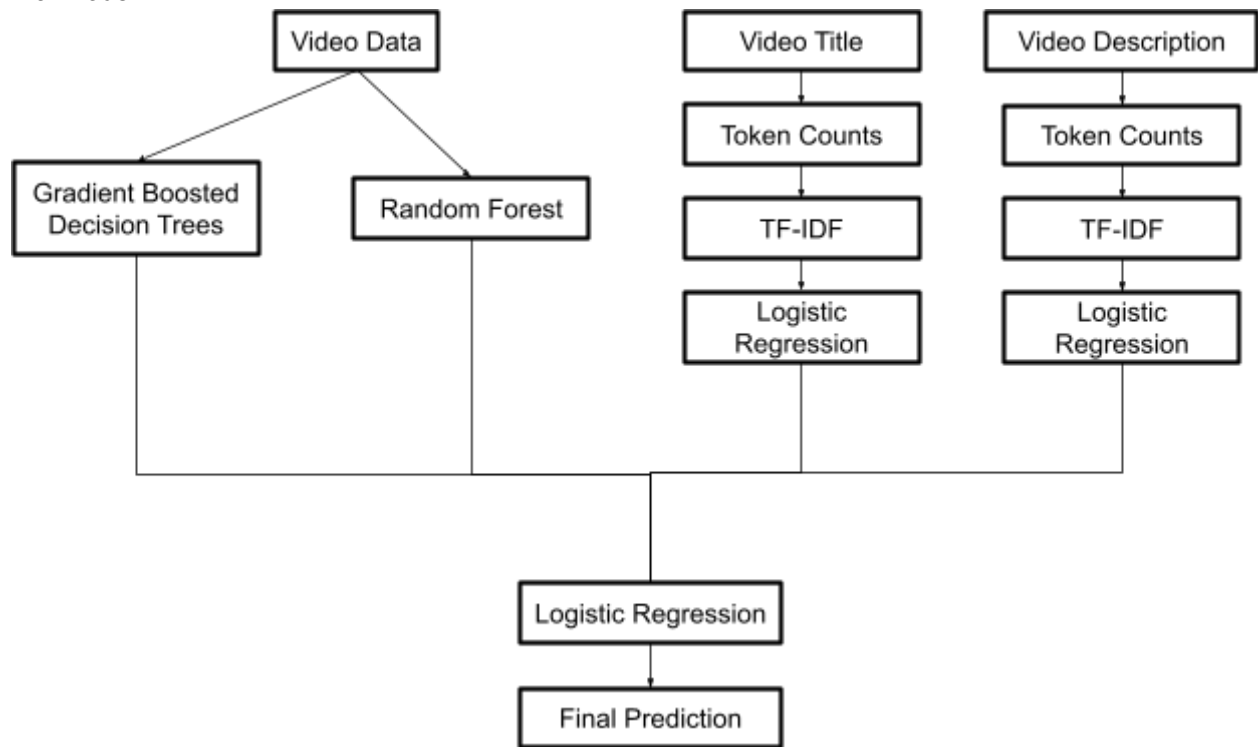 Video Data
Video Title
Video Description
Token Counts
Token Counts
Gradient Boosted
Decision Trees
Random Forest
TF-IDF
TF-IDF
Logistic
Regression
Logistic
Regression
Logistic Regression
Final Prediction